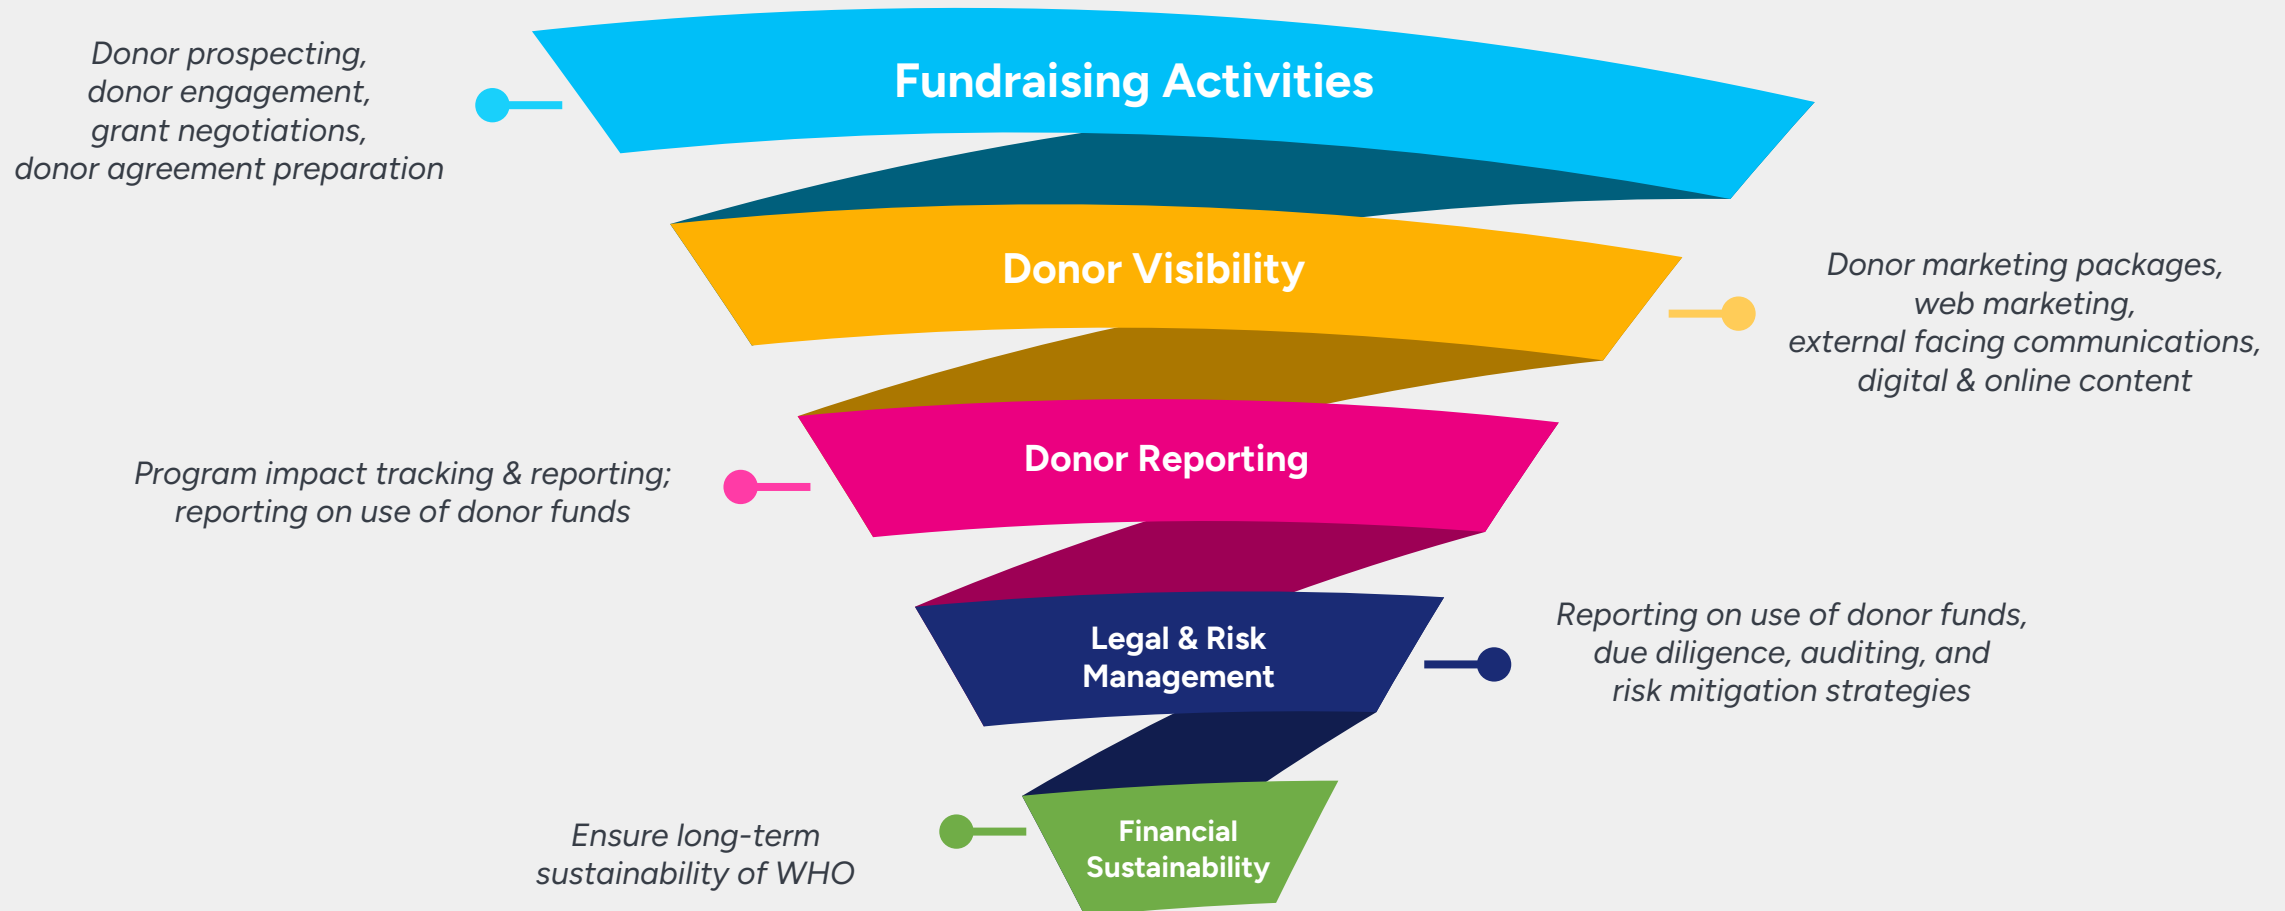 Donor prospecting,
donor engagement,
grant negotiations,
donor agreement preparation
Fundraising Activities
Donor Visibility
Donor marketing packages,
web marketing,
external facing communications,
digital & online content
Program impact tracking & reporting;
reporting on use of donor funds
Donor Reporting
Legal & Risk
Management
Reporting on use of donor funds,
due diligence, auditing, and
risk mitigation strategies
Ensure long-term
sustainability of WHO
Financial
Sustainability